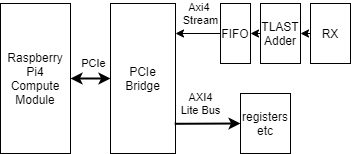 Raspberry
Pi4
Compute
Module
PCIe
PCIe
Bridge
Axi4
Stream
FIFO
TLAST
Adder
RX
AXI4
Lite Bus
registers
etc